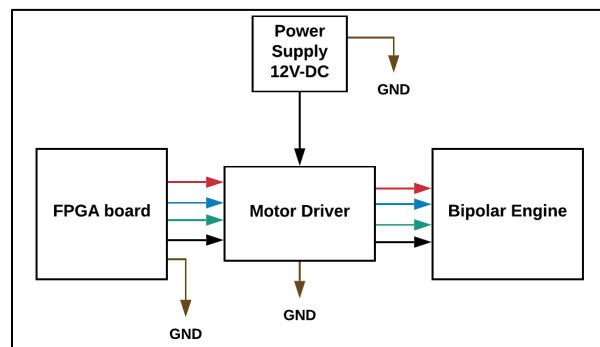 Power
Supply
12V-DC
GND
FPGA board
Motor Driver
Bipolar Engine
GND
GND